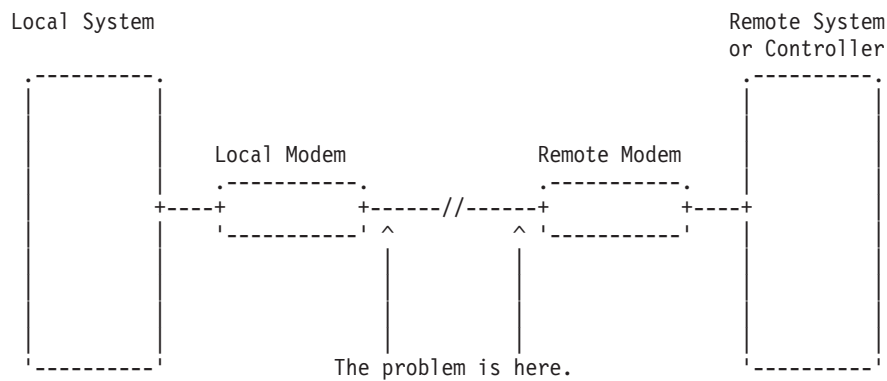 Local System
Remote System
or Controller
Local Modem
Remote Modem
The problem is here.